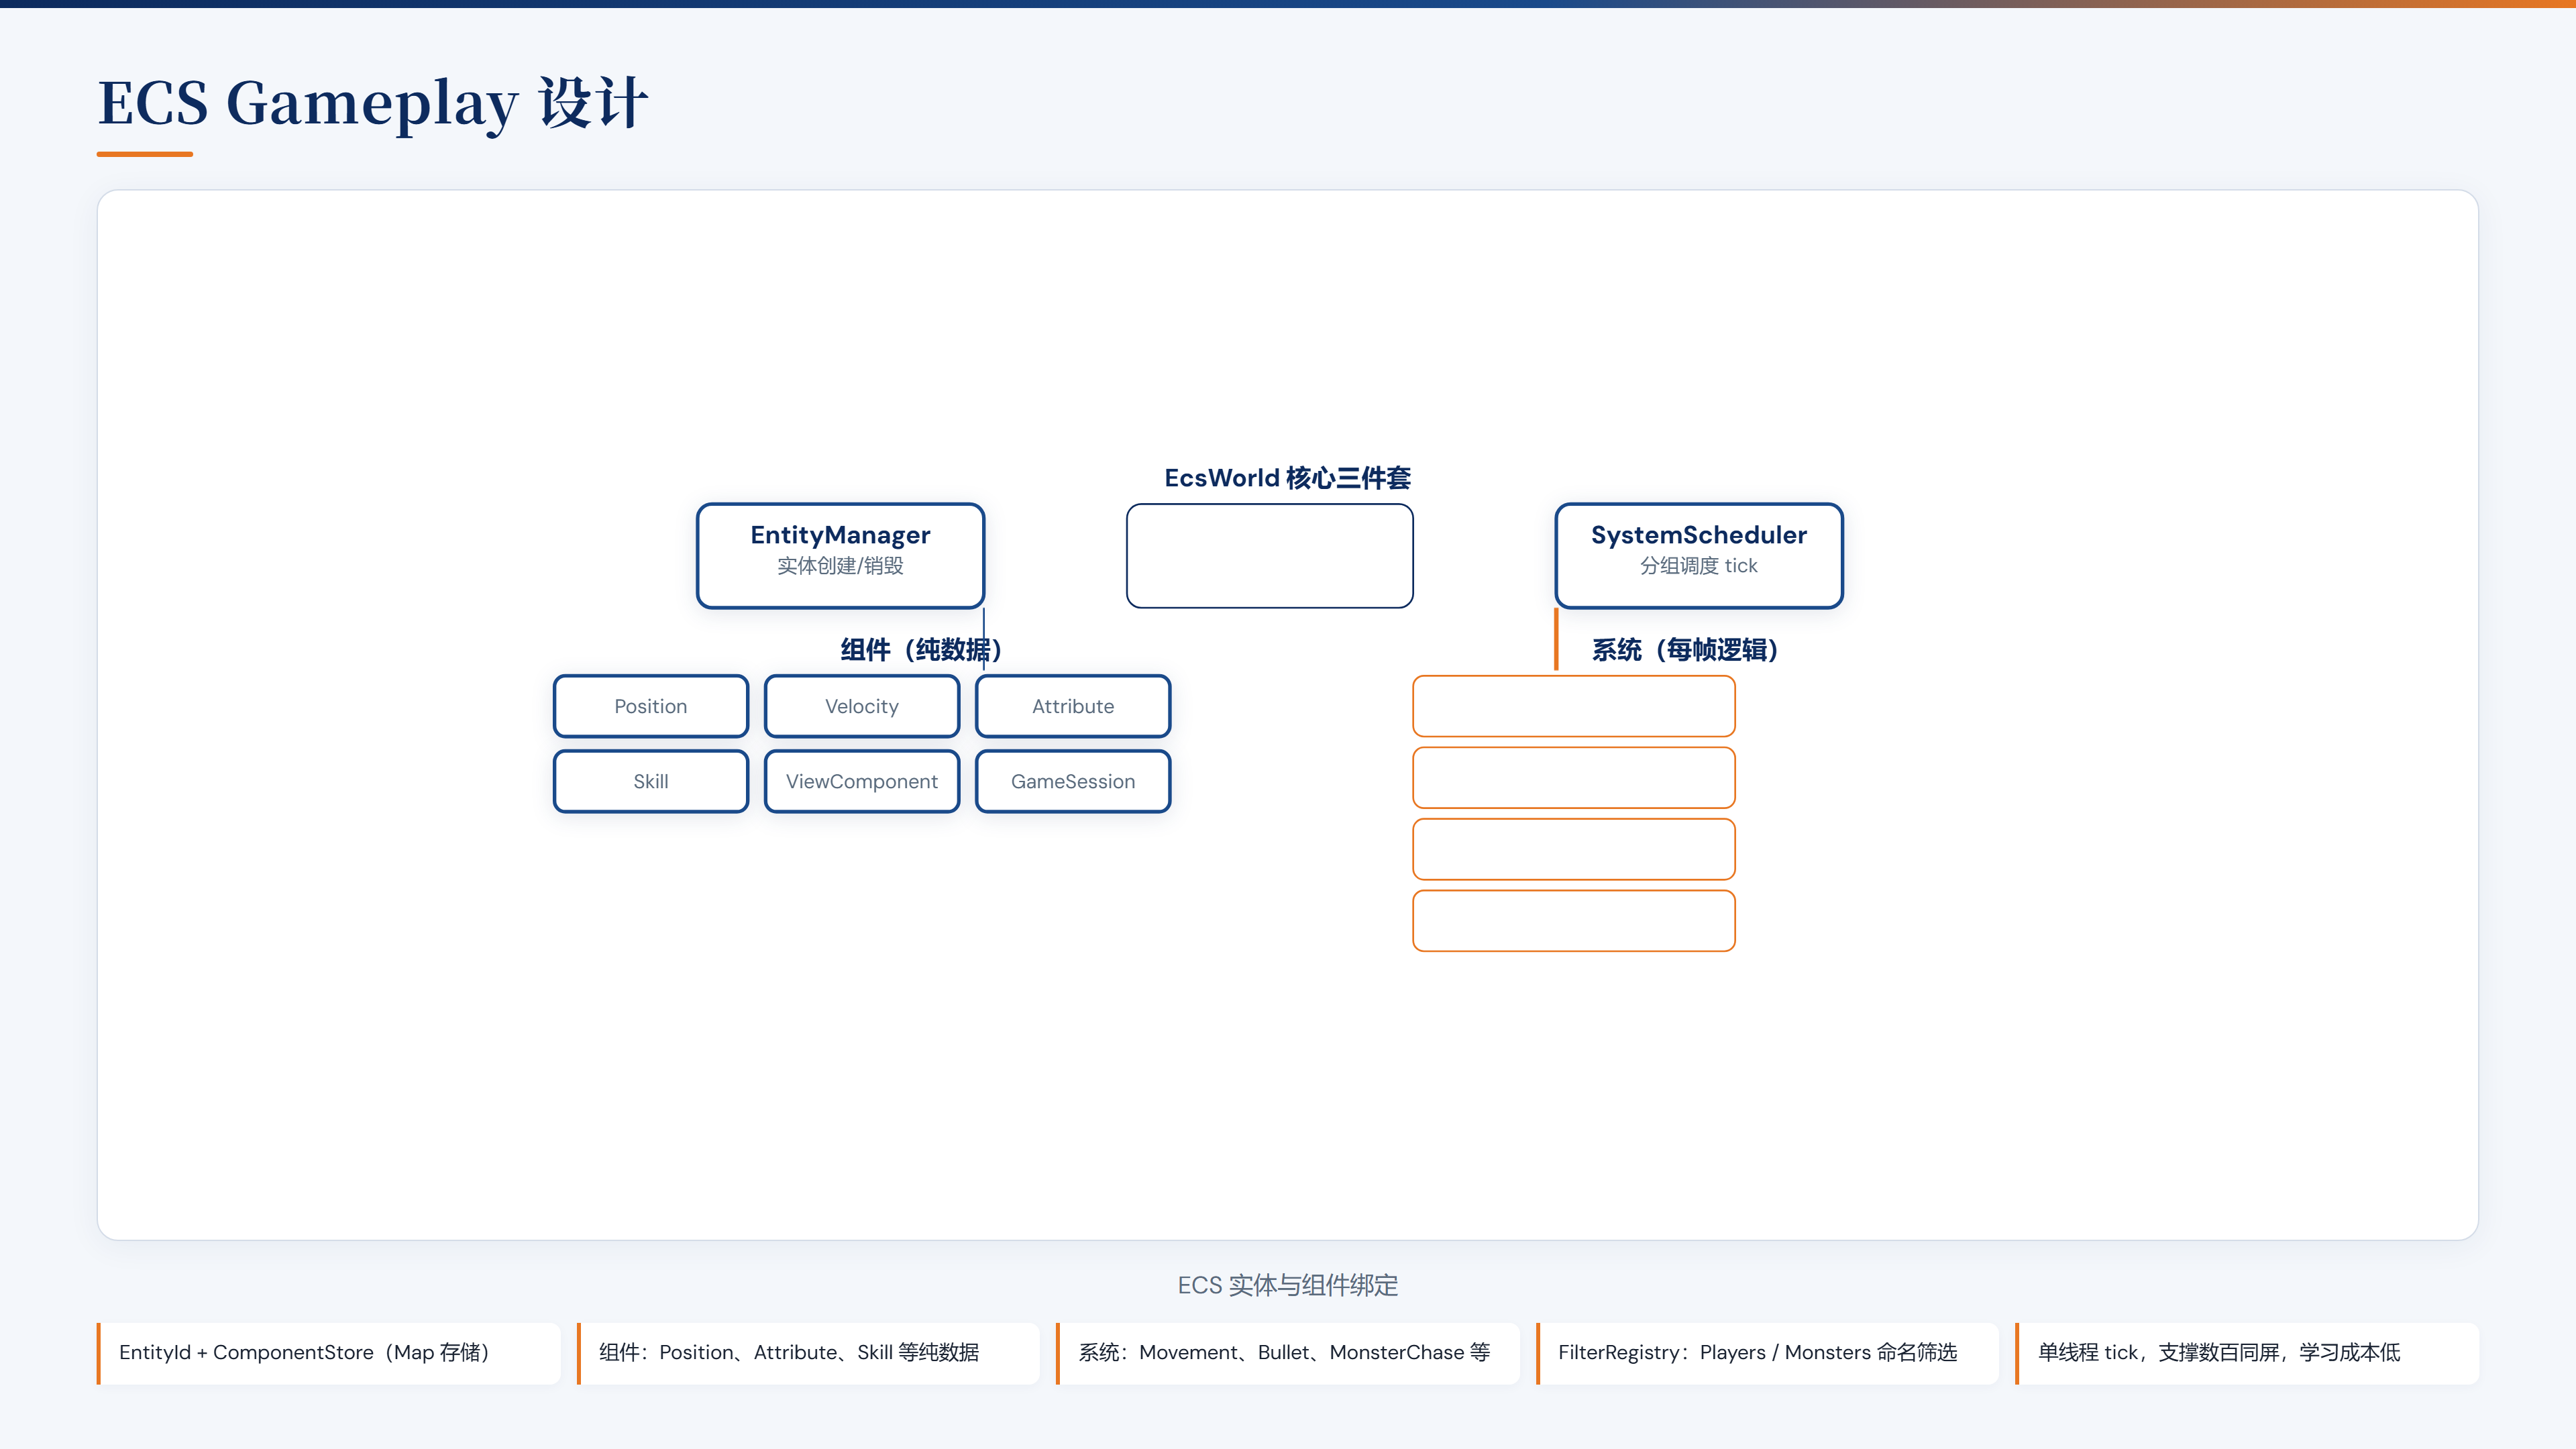 ECS Gameplay 设计
EcsWorld 核心三件套
EntityManager
实体创建/销毁
SystemScheduler
分组调度 tick
组件（纯数据）
系统（每帧逻辑）
Position
Velocity
Attribute
Skill
ViewComponent
GameSession
ECS 实体与组件绑定
EntityId + ComponentStore（Map 存储）
组件：Position、Attribute、Skill 等纯数据
系统：Movement、Bullet、MonsterChase 等
FilterRegistry：Players / Monsters 命名筛选
单线程 tick，支撑数百同屏，学习成本低